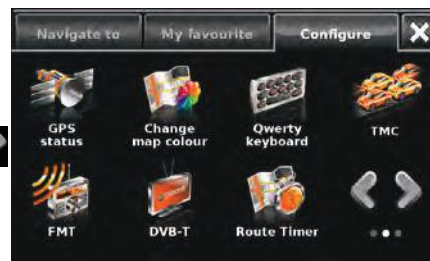 Navigate to My favourite Configure X
GPS status
Change map colour
Qwerty keyboard
TMC
FMT
DVB-T
Route Timer